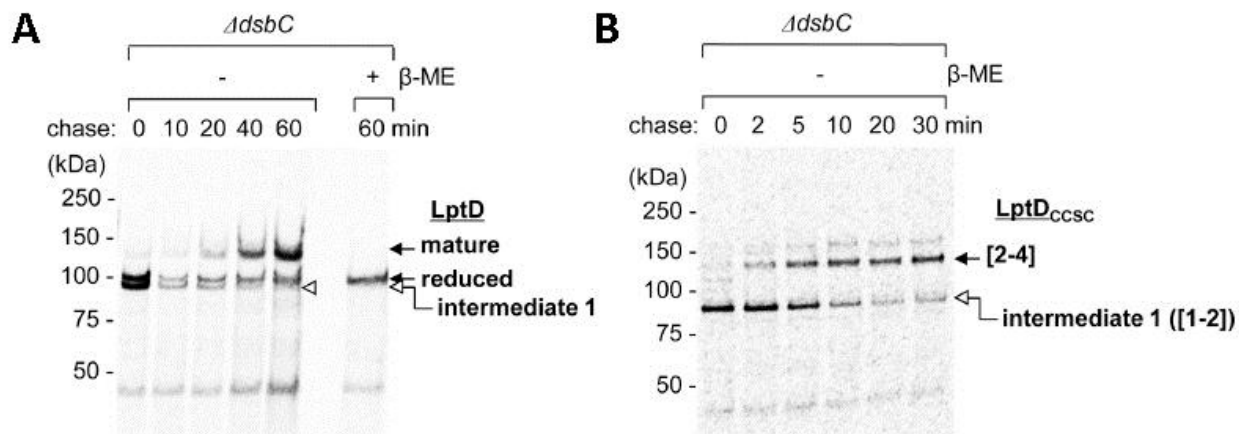 A
ΔdsbC
- + β-ME
chase: 0 10 20 40 60 60 min
(kDa)
250 -
150 -
100 -
75 -
50 -
LptD
mature
reduced
intermediate 1
B
ΔdsbC
- β-ME
chase: 0 2 5 10 20 30 min
(kDa)
250 -
150 -
100 -
75 -
50 -
LptDCCSC
[2-4]
intermediate 1 ([1-2])